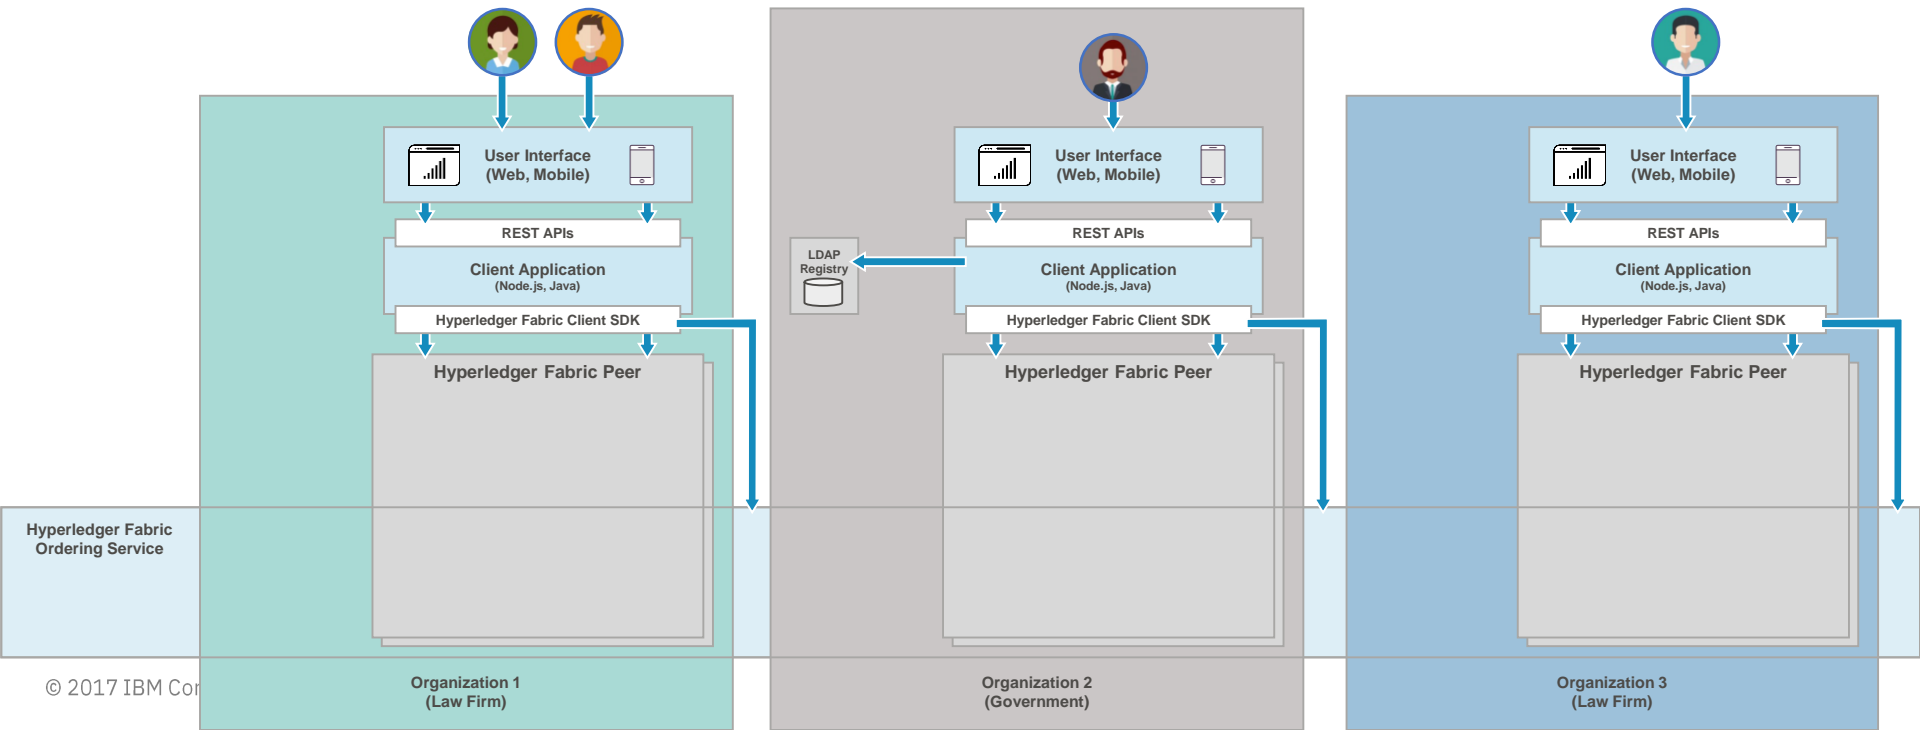 User Interface
(Web, Mobile)
REST APIs
Client Application
(Node.js, Java)
Hyperledger Fabric Client SDK
Hyperledger Fabric Peer
User Interface
(Web, Mobile)
REST APIs
LDAP
Registry
Client Application
(Node.js, Java)
Hyperledger Fabric Client SDK
Hyperledger Fabric Peer
User Interface
(Web, Mobile)
REST APIs
Client Application
(Node.js, Java)
Hyperledger Fabric Client SDK
Hyperledger Fabric Peer
Hyperledger Fabric
Ordering Service
© 2017 IBM Cor
Organization 1
(Law Firm)
Organization 2
(Government)
Organization 3
(Law Firm)